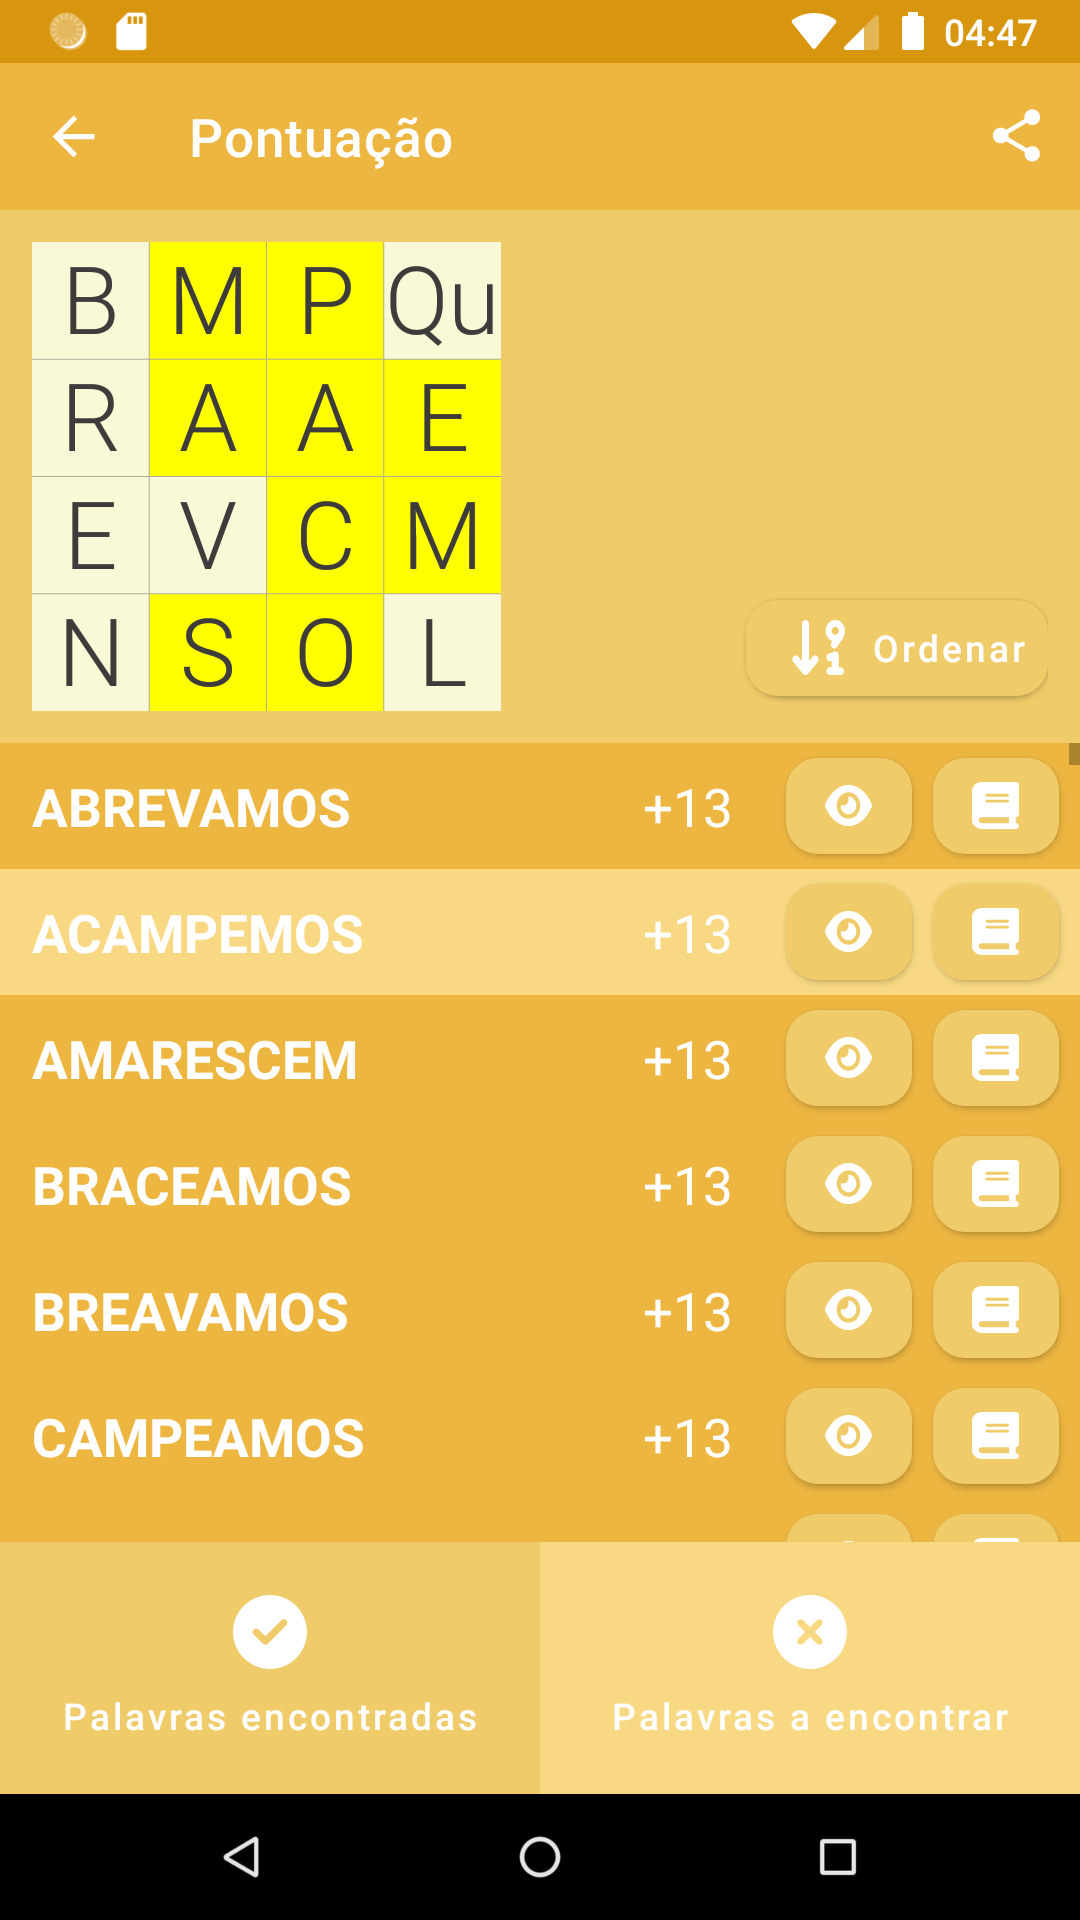 04:47
Pontuação
B M P Qu
R A A E
E V C M
N S O L
Ordenar
ABREVAMOS +13
ACAMPEMOS +13
AMARESCEM +13
BRACEAMOS +13
BREAVAMOS +13
CAMPEAMOS +13
Palavras encontradas
Palavras a encontrar